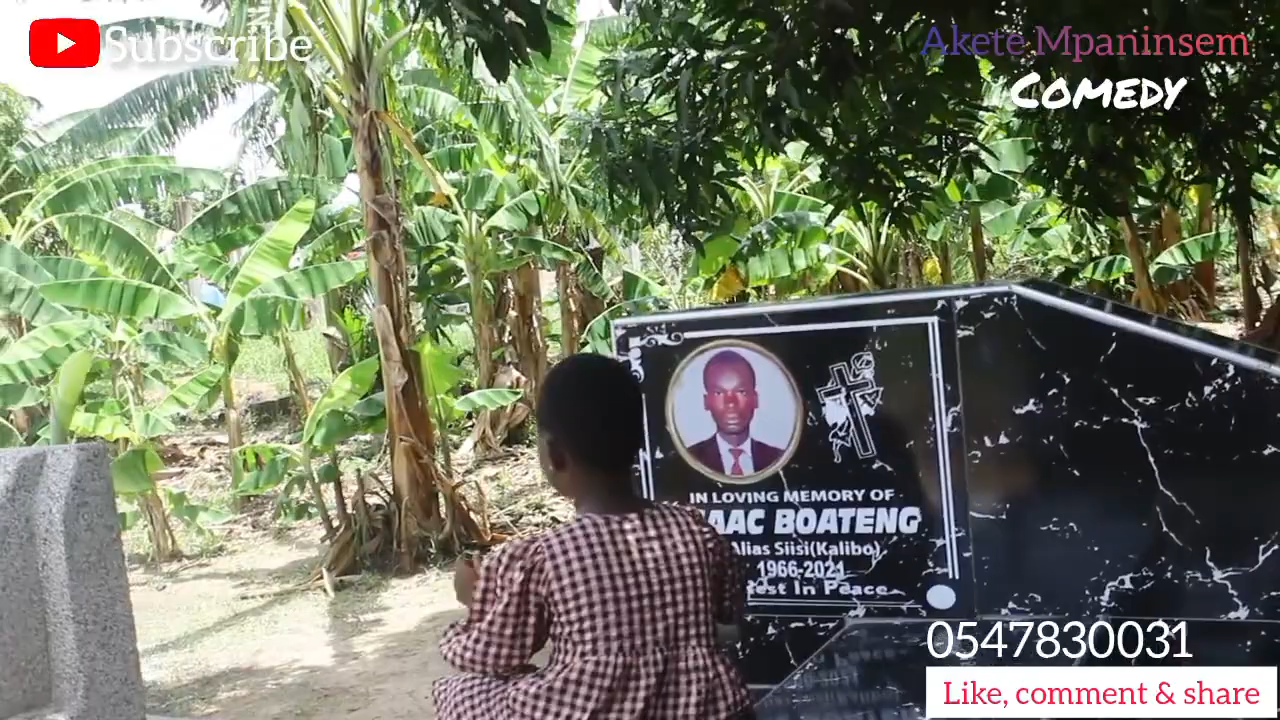 Subscribe
Akete Mpaninsem
COMEDY
IN LOVING MEMORY OF
AAC BOATENG
Alias Siisi(Kalibo)
1966-2021
Rest In Peace
0547830031
Like, comment & share